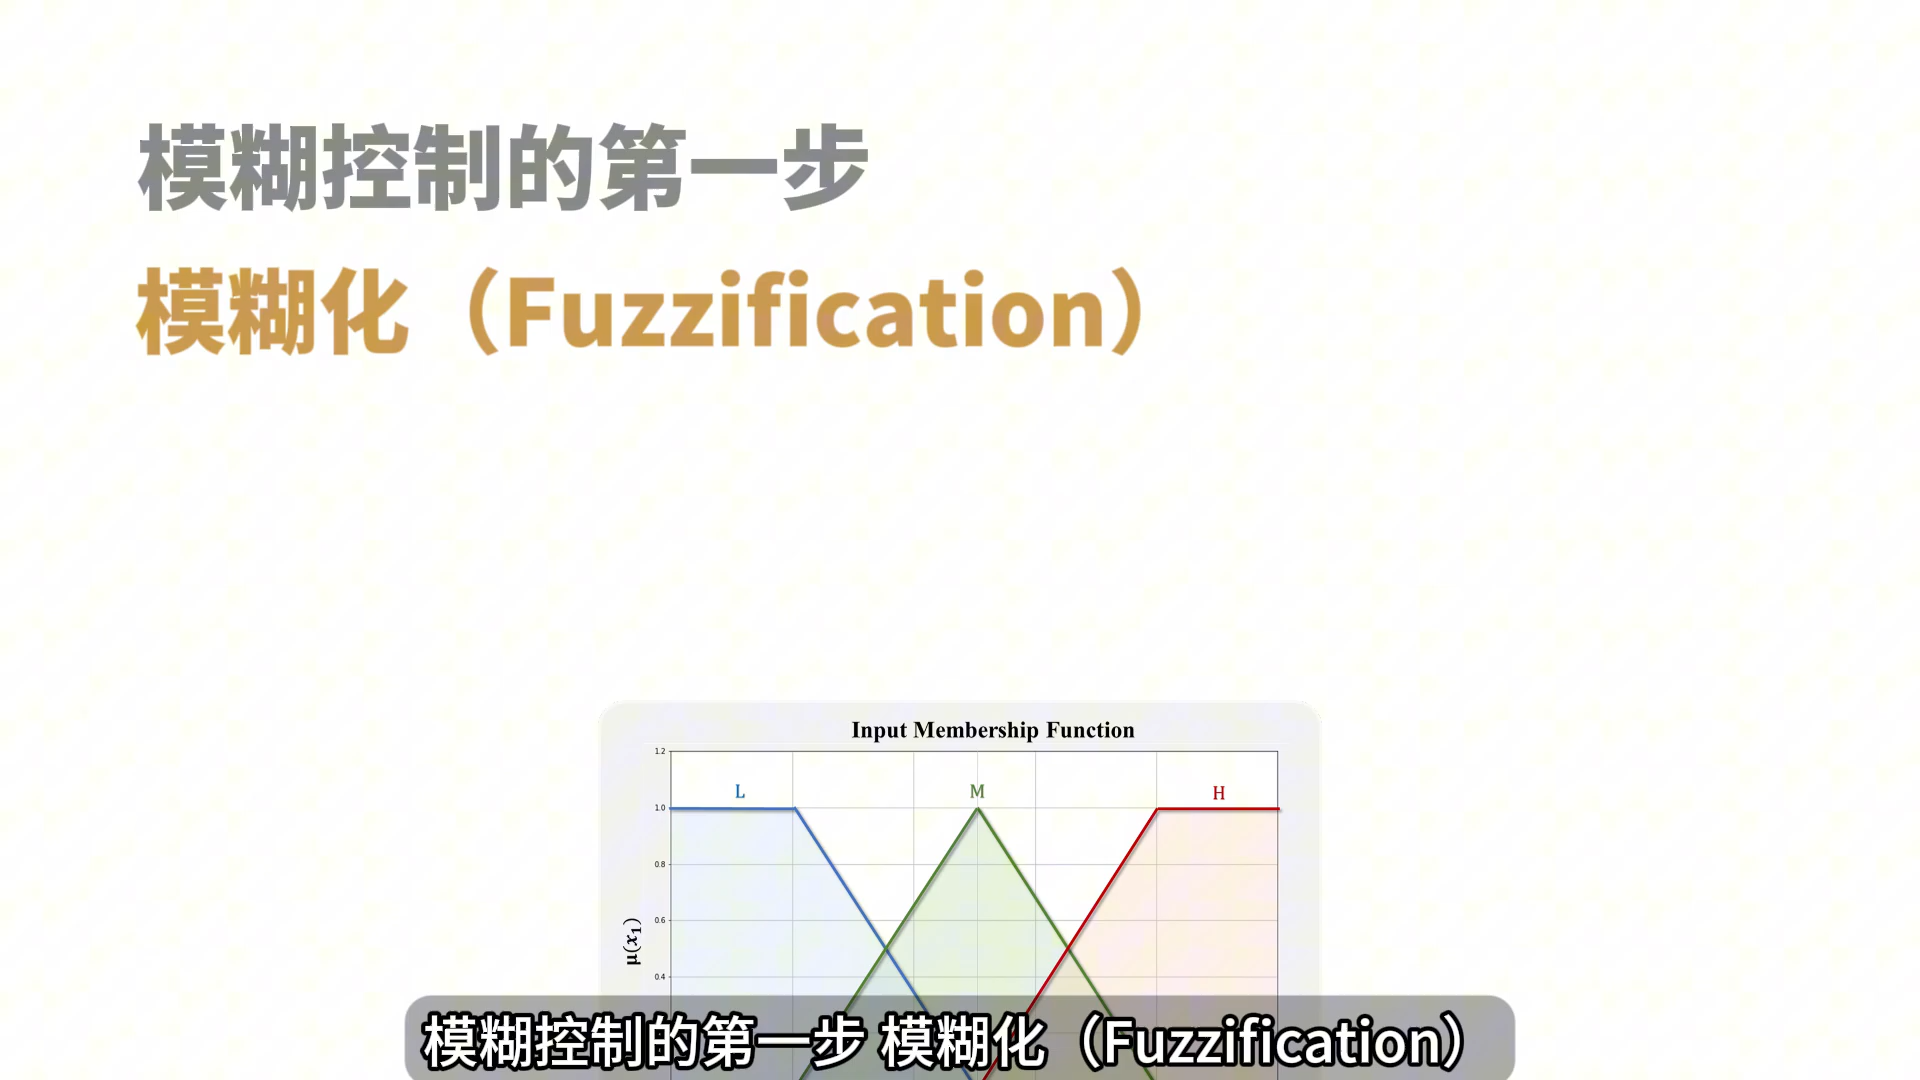 模糊控制的第一步
模糊化（Fuzzification）
Input Membership Function
1.2
L
M
H
1.0
0.8
0.6
μ(x₁)
0.4
模糊控制的第一步 模糊化（Fuzzification）